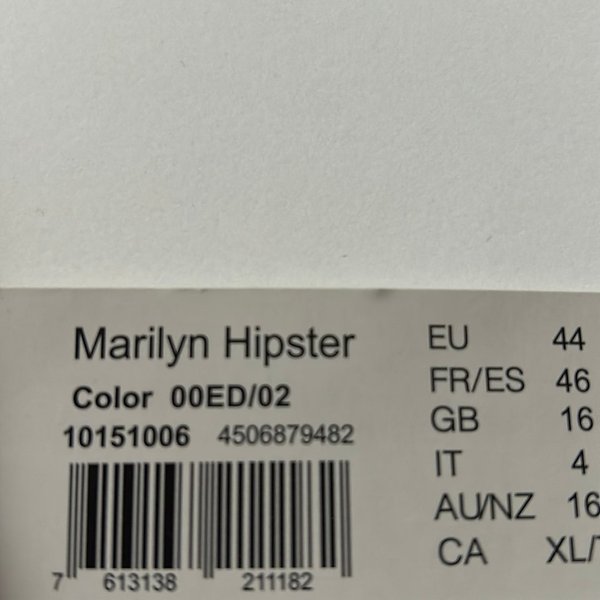 Marilyn Hipster
Color 00ED/02
10151006 4506879482
7 613138 211182
EU 44
FR/ES 46
GB 16
IT 4
AU/NZ 16
CA XL/